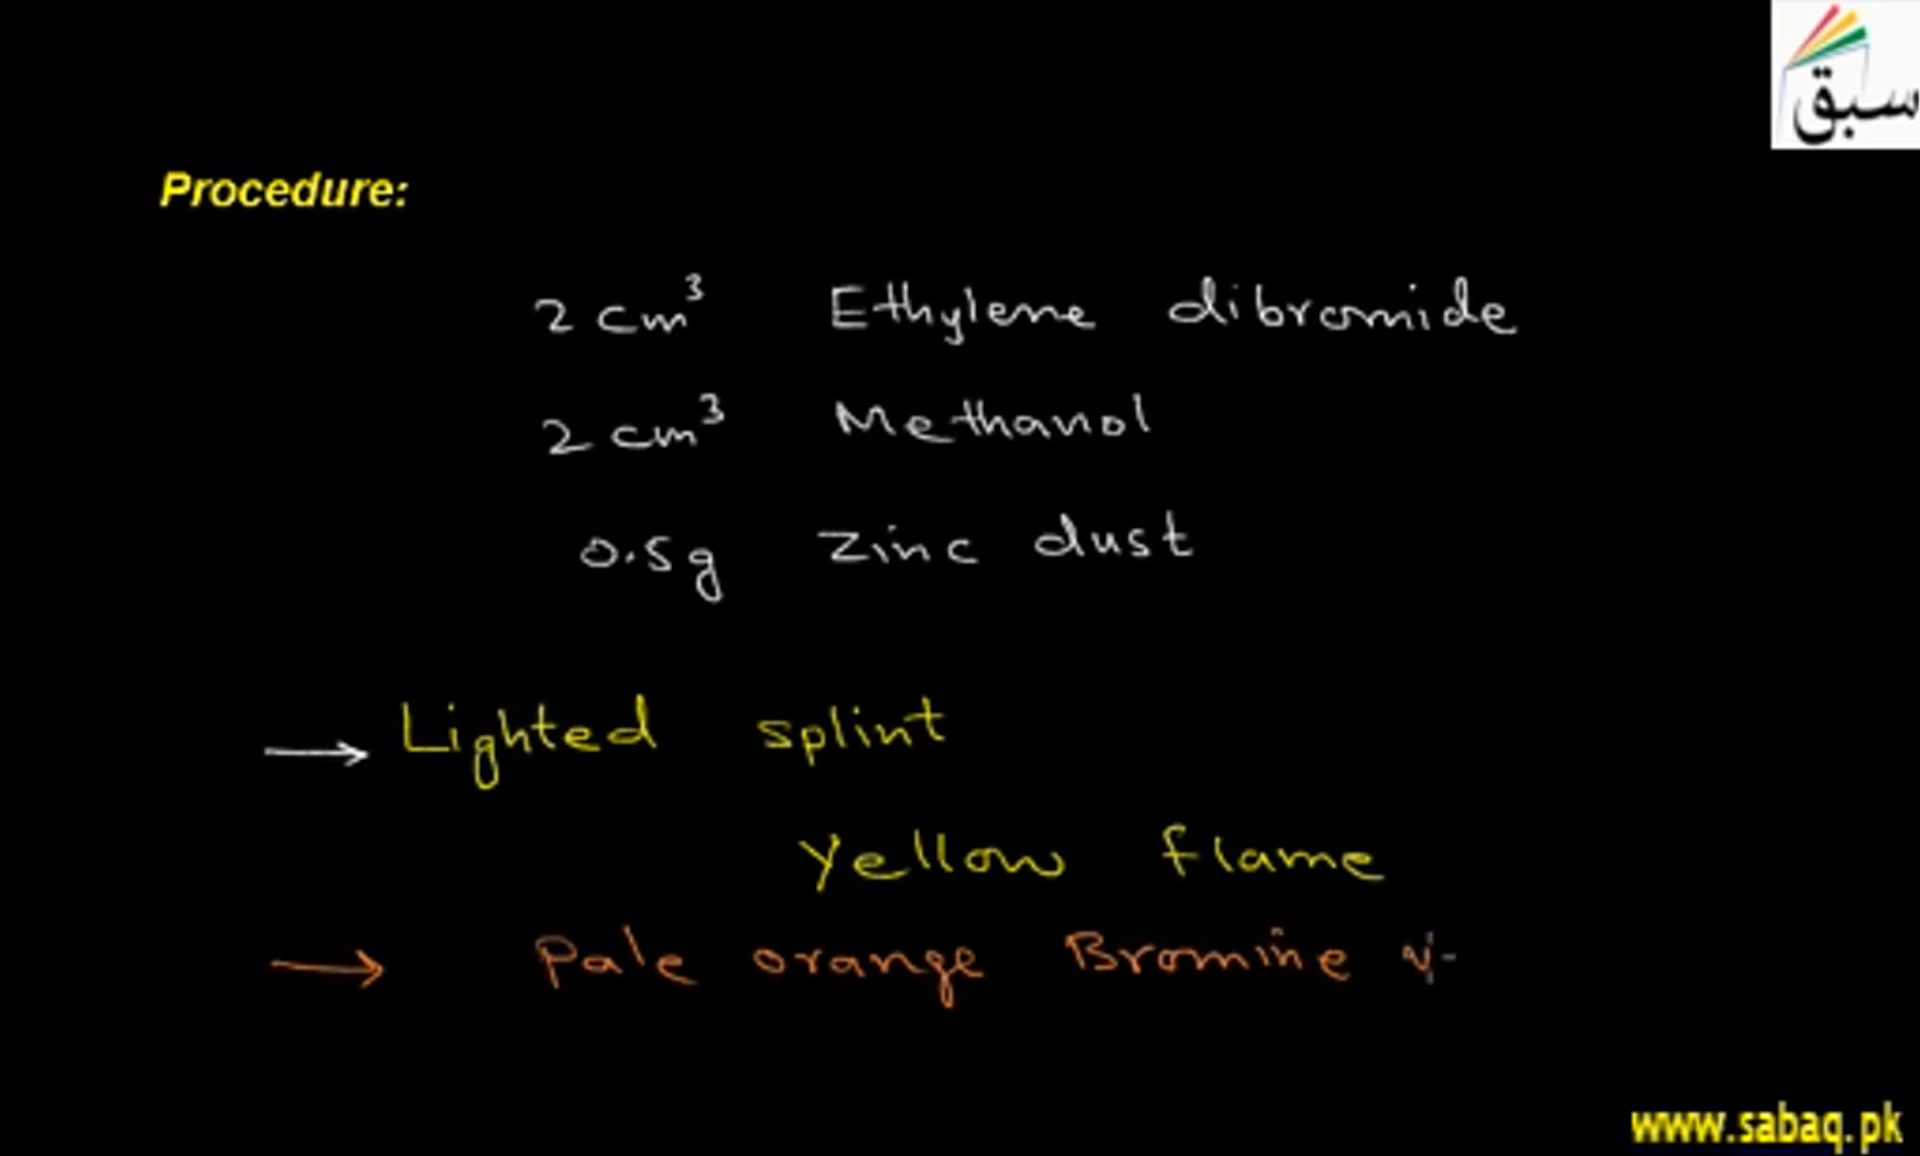 سبق
Procedure:
2 cm³ Ethylene dibromide
2 cm³ Methanol
0.5g Zinc dust
→ Lighted splint
Yellow flame
→ Pale orange Bromine
www.sabaq.pk